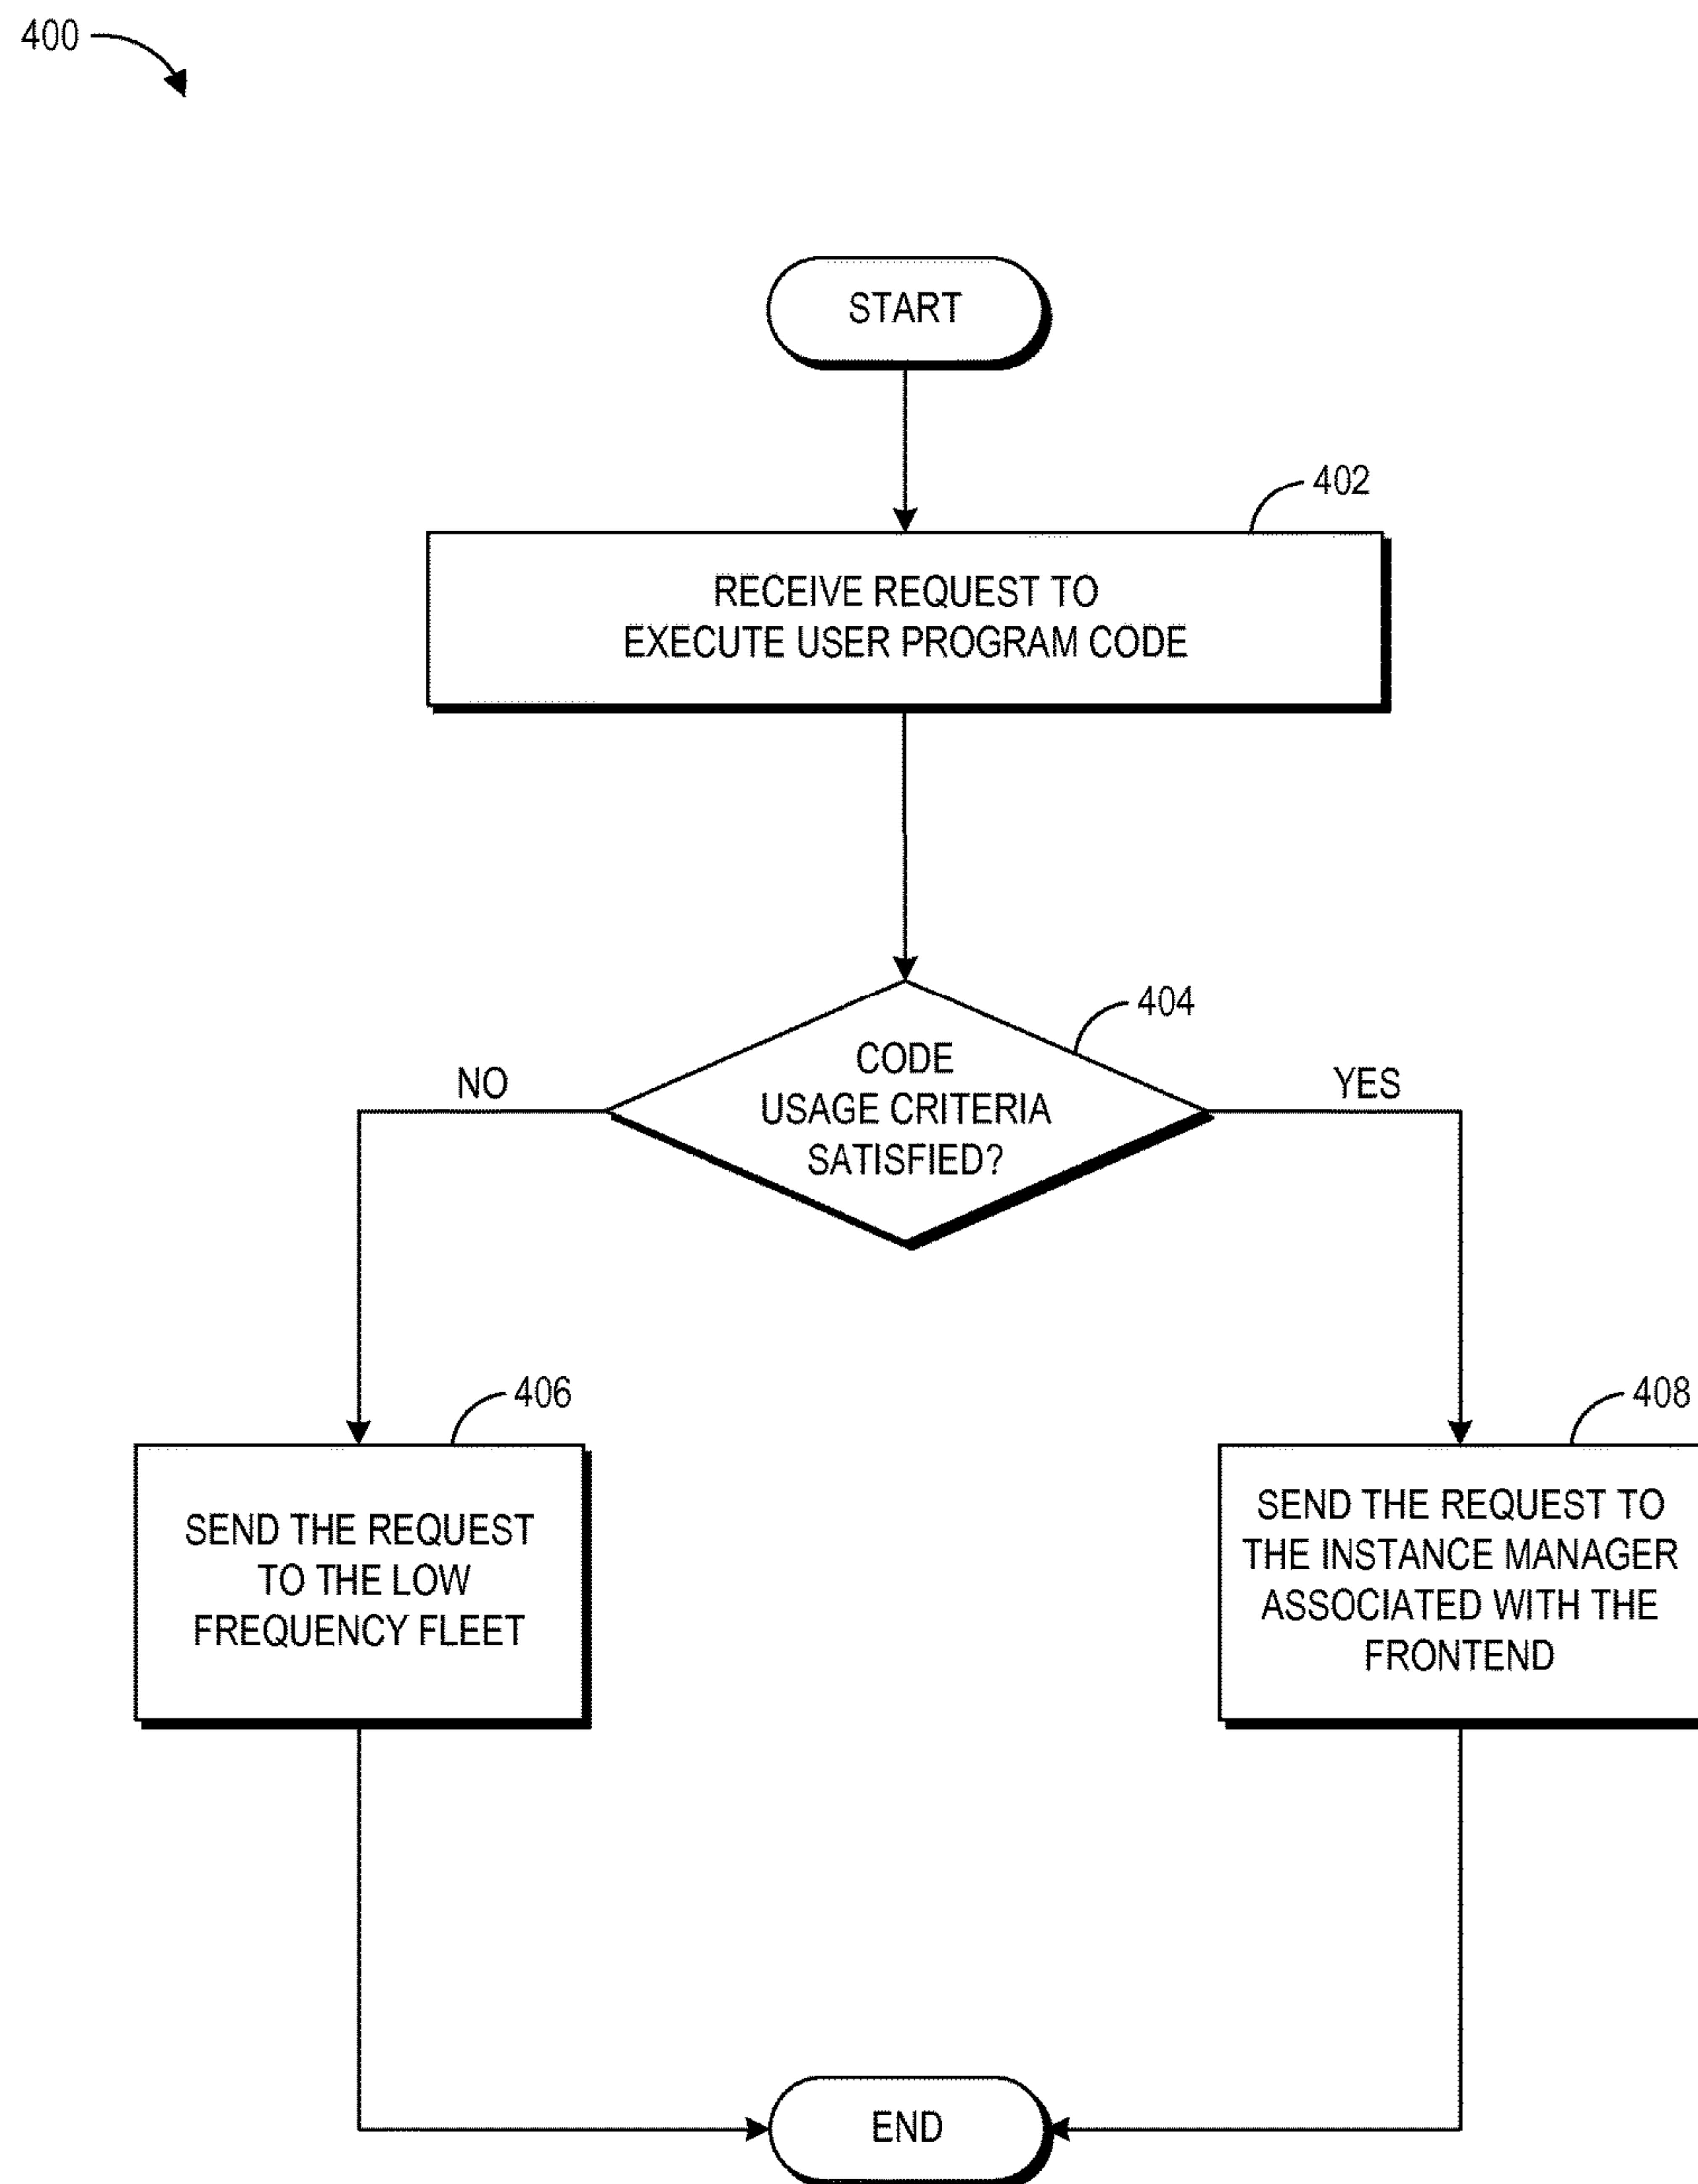 400
START
402
RECEIVE REQUEST TO
EXECUTE USER PROGRAM CODE
404
CODE
USAGE CRITERIA
SATISFIED?
NO
YES
406
SEND THE REQUEST
TO THE LOW
FREQUENCY FLEET
408
SEND THE REQUEST TO
THE INSTANCE MANAGER
ASSOCIATED WITH THE
FRONTEND
END